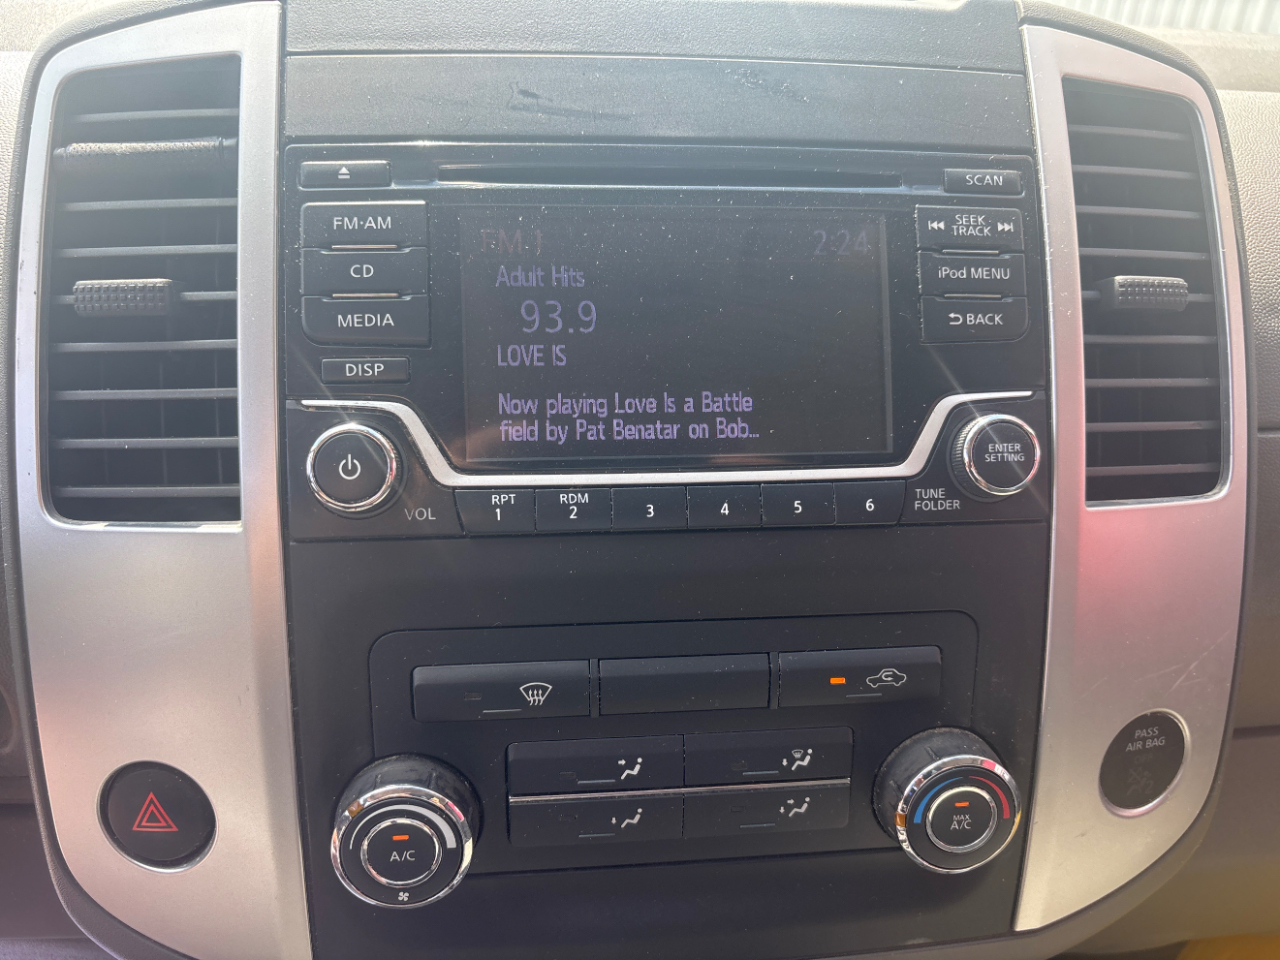 SCAN
FM·AM
SEEK
TRACK
CD
iPod MENU
MEDIA
BACK
DISP
FM 1
2:24
Adult Hits
93.9
LOVE IS
Now playing Love Is a Battle
field by Pat Benatar on Bob...
ENTER
SETTING
VOL
RPT
1
RDM
2
3
4
5
6
TUNE
FOLDER
PASS
AIR BAG
OFF
MAX
A/C
A/C